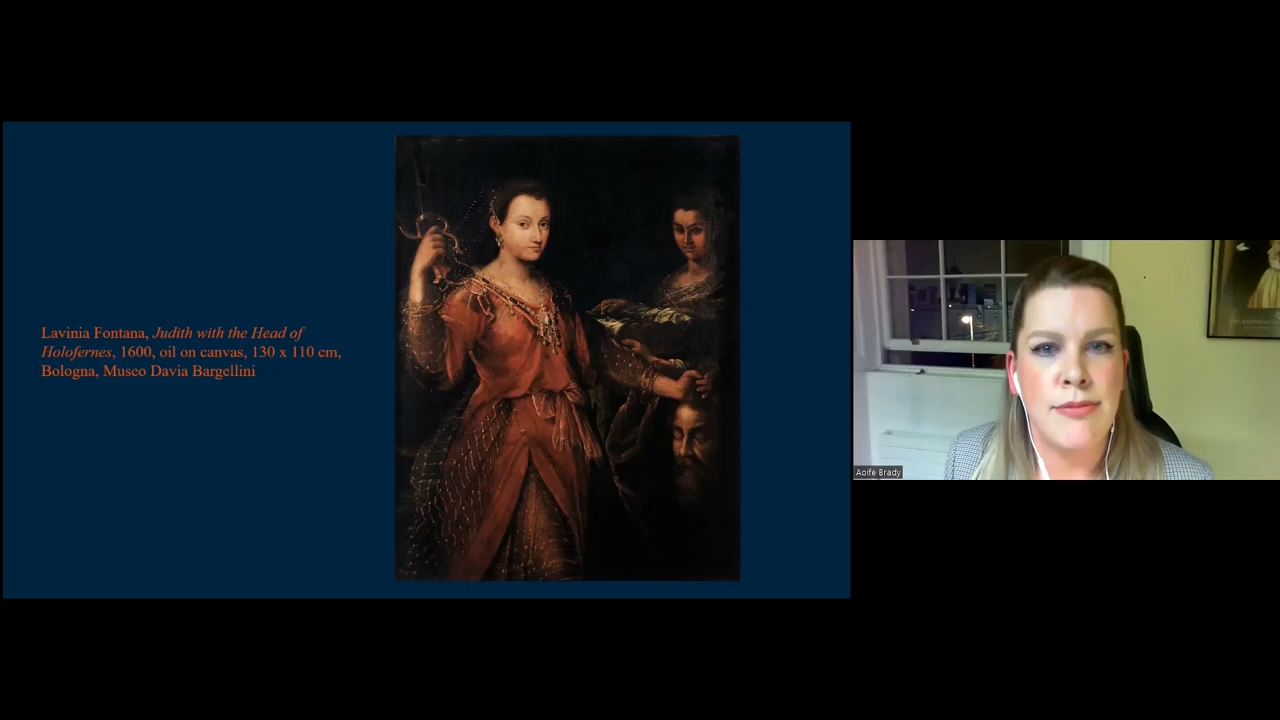 Lavinia Fontana, Judith with the Head of
Holofernes, 1600, oil on canvas, 130 x 110 cm,
Bologna, Museo Davia Bargellini
Aoife Brady